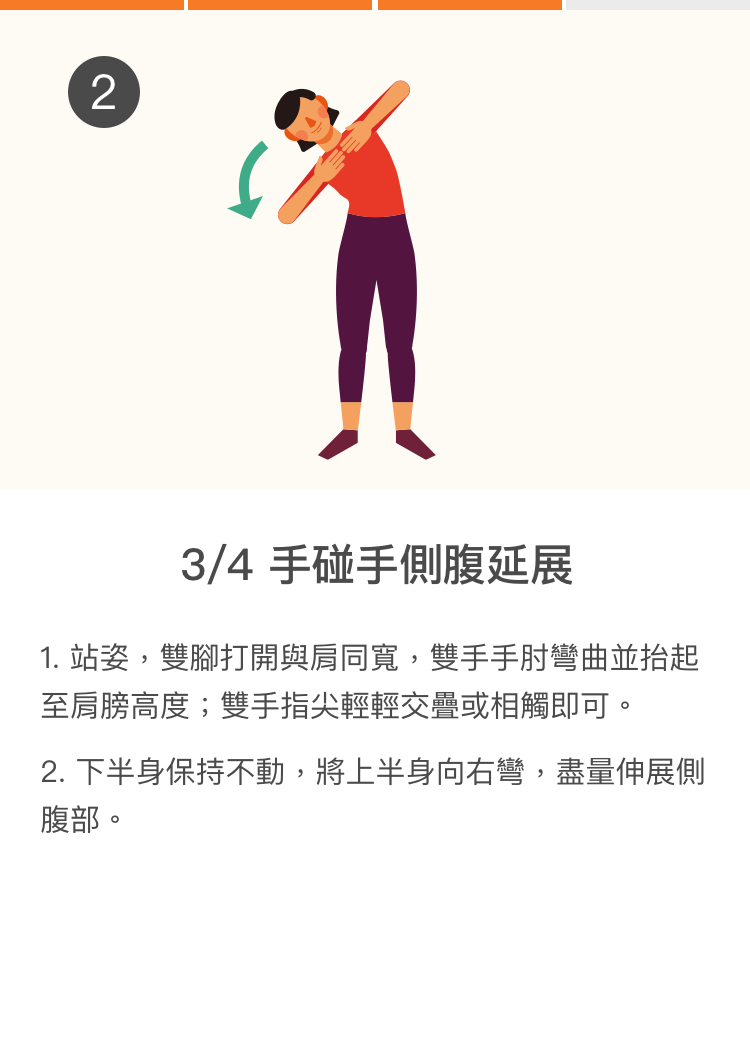 2
3/4 手碰手側腹延展
1. 站姿，雙腳打開與肩同寬，雙手手肘彎曲並抬起
至肩膀高度；雙手指尖輕輕交疊或相觸即可。
2. 下半身保持不動，將上半身向右彎，盡量伸展側
腹部。